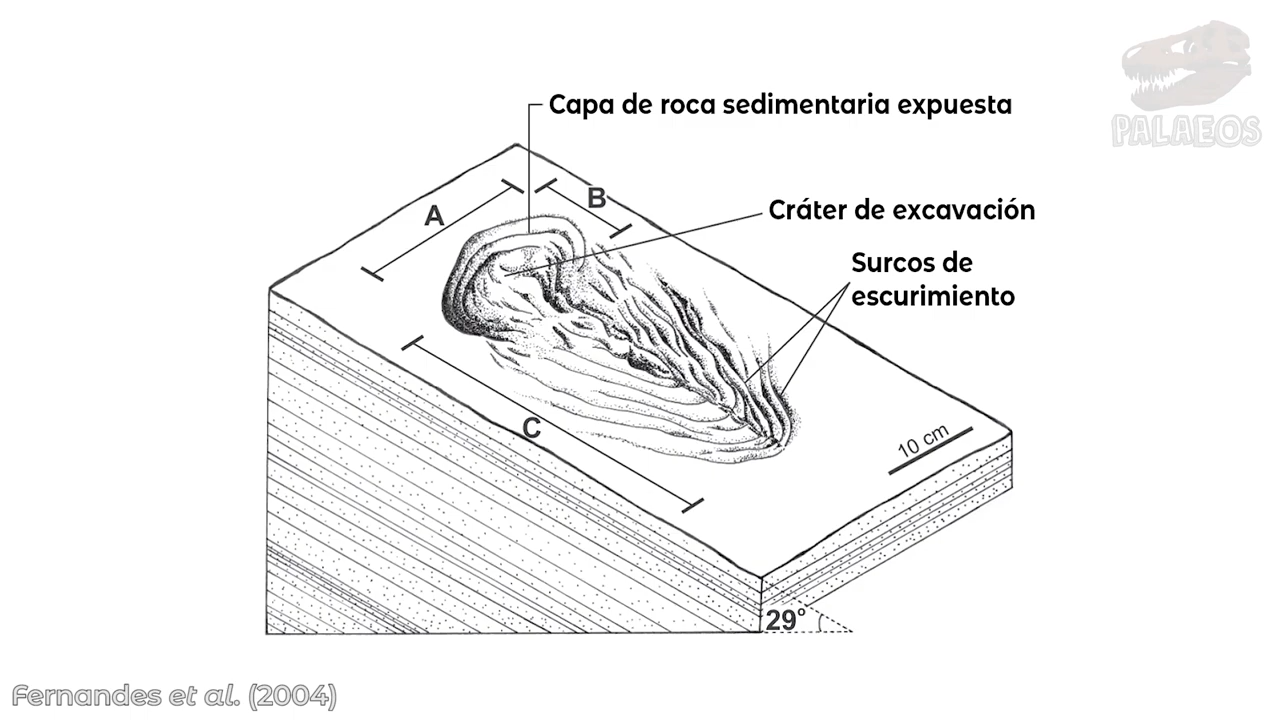 PALAEOS
Capa de roca sedimentaria expuesta
A
B
Cráter de excavación
Surcos de
escurimiento
C
10 cm
29°
Fernandes et al. (2004)